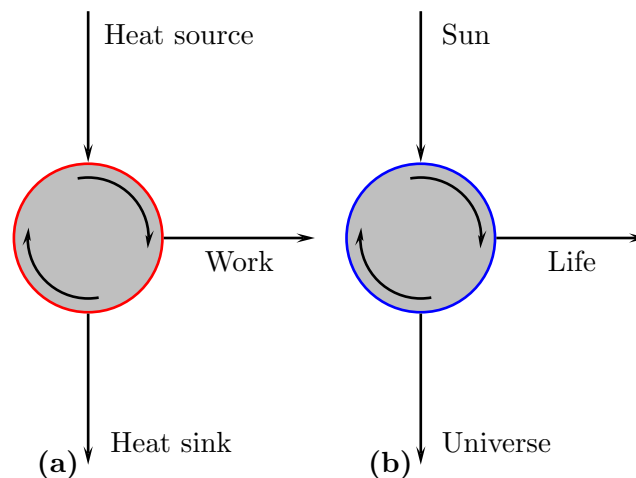 Heat source
Work
Heat sink
(a)
Sun
Life
Universe
(b)